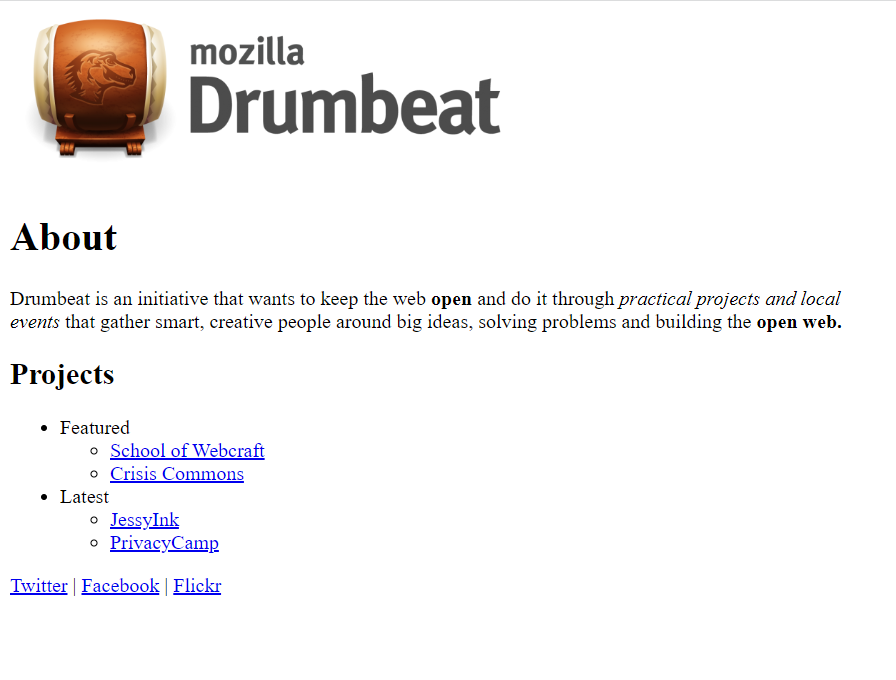 mozilla
Drumbeat
About
Drumbeat is an initiative that wants to keep the web open and do it through practical projects and local
events that gather smart, creative people around big ideas, solving problems and building the open web.
Projects
Featured
School of Webcraft
Crisis Commons
Latest
JessyInk
PrivacyCamp
Twitter | Facebook | Flickr